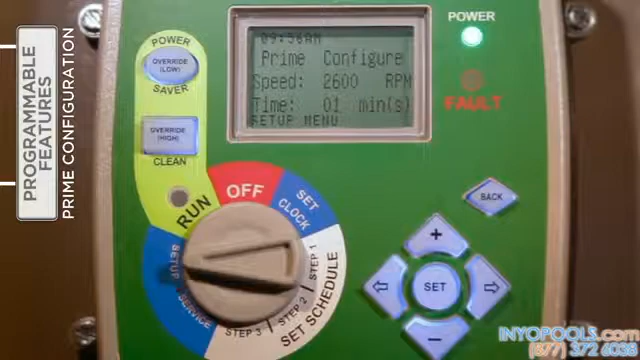 PROGRAMMABLE
FEATURES
PRIME CONFIGURATION
POWER
OVERRIDE
(LOW)
SAVER
OVERRIDE
(HIGH)
CLEAN
09:56AM
Prime Configure
Speed: 2600 RPM
Time: 01 min(s)
SETUP MENU
POWER
FAULT
RUN
OFF
SET
CLOCK
SETUP
SERVICE
STEP 3
STEP 2
STEP 1
SET SCHEDULE
BACK
+
SET
-
INYOPOOLS.com
(877) 372 6038